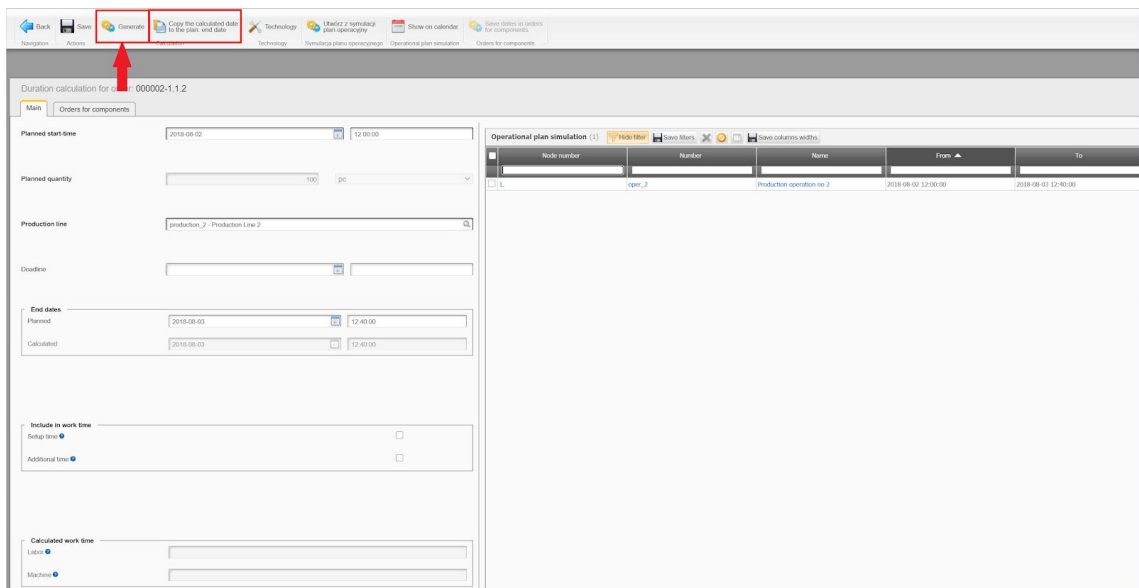 Back
Save
Generate
Copy the calculated date
to the plan. end date
Technology
Utwórz z symulacji
plan operacyjny
Show on calendar
Save dates in orders
for components
Navigation
Actions
Calculation
Technology
Symulacja planu operacyjnego
Operational plan simulation
Orders for components
Duration calculation for order: 000002-1.1.2
Main
Orders for components
Planned start-time
2018-08-02
12:00:00
Planned quantity
100
pc
Production line
production_2 - Production Line 2
Deadline
End dates
Planned
2018-08-03
12:40:00
Calculated
2018-08-03
12:40:00
Include in work time
Setup time
Additional time
Calculated work time
Labor
Machine
Operational plan simulation (1)
Hide filter
Save filters
Save columns widths
Node number
Number
Name
From
To
1.
oper_2
Production operation no 2
2018-08-02 12:00:00
2018-08-03 12:40:00